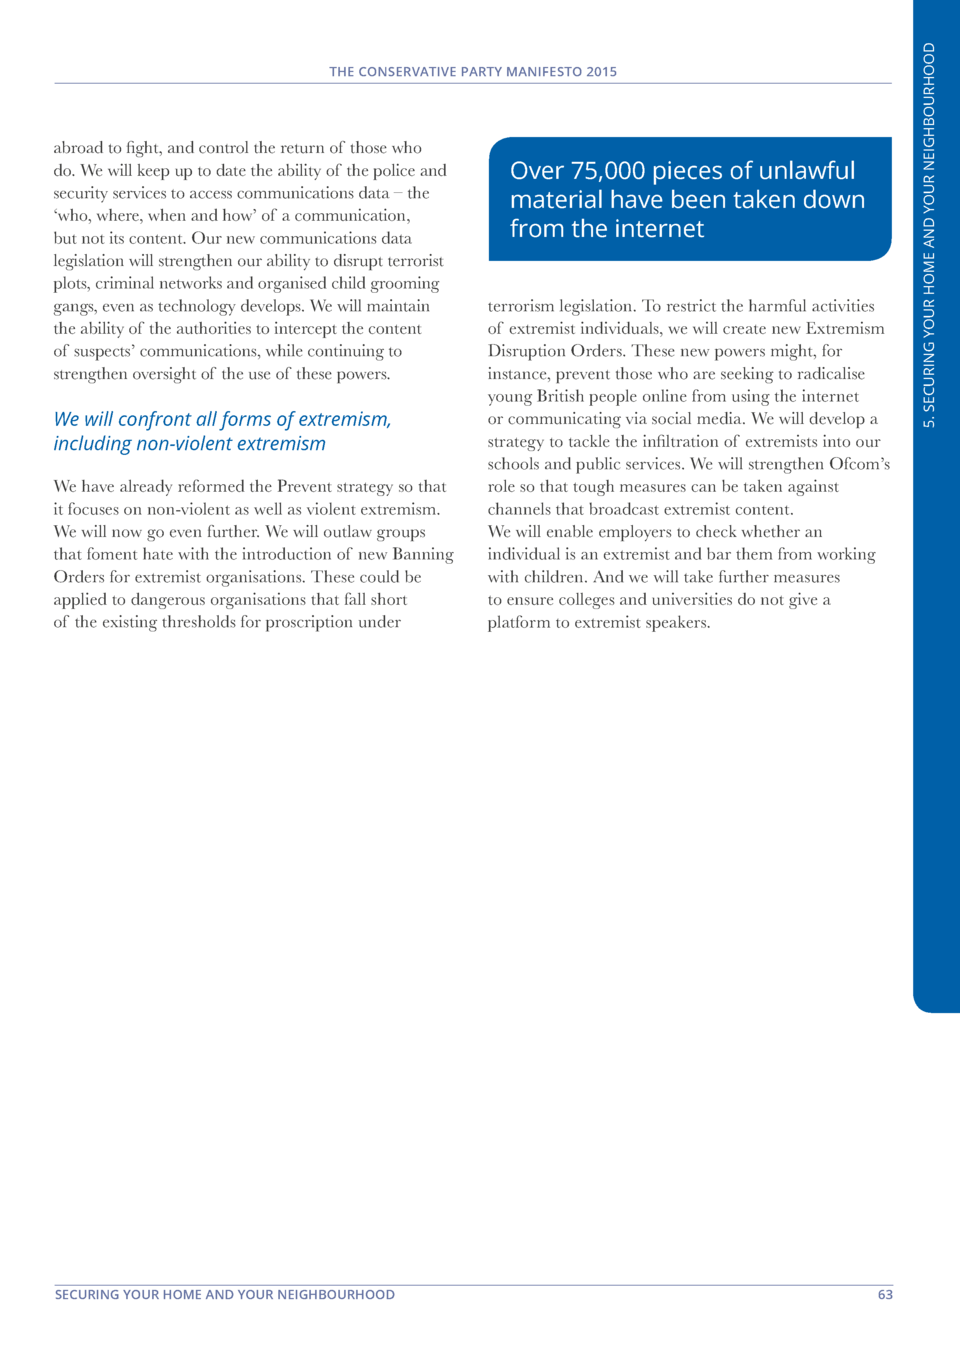 THE CONSERVATIVE PARTY MANIFESTO 2015
abroad to fight, and control the return of those who
do. We will keep up to date the ability of the police and
security services to access communications data – the
‘who, where, when and how’ of a communication,
but not its content. Our new communications data
legislation will strengthen our ability to disrupt terrorist
plots, criminal networks and organised child grooming
gangs, even as technology develops. We will maintain
the ability of the authorities to intercept the content
of suspects’ communications, while continuing to
strengthen oversight of the use of these powers.
We will confront all forms of extremism,
including non-violent extremism
We have already reformed the Prevent strategy so that
it focuses on non-violent as well as violent extremism.
We will now go even further. We will outlaw groups
that foment hate with the introduction of new Banning
Orders for extremist organisations. These could be
applied to dangerous organisations that fall short
of the existing thresholds for proscription under
Over 75,000 pieces of unlawful
material have been taken down
from the internet
terrorism legislation. To restrict the harmful activities
of extremist individuals, we will create new Extremism
Disruption Orders. These new powers might, for
instance, prevent those who are seeking to radicalise
young British people online from using the internet
or communicating via social media. We will develop a
strategy to tackle the infiltration of extremists into our
schools and public services. We will strengthen Ofcom’s
role so that tough measures can be taken against
channels that broadcast extremist content.
We will enable employers to check whether an
individual is an extremist and bar them from working
with children. And we will take further measures
to ensure colleges and universities do not give a
platform to extremist speakers.
5. SECURING YOUR HOME AND YOUR NEIGHBOURHOOD
SECURING YOUR HOME AND YOUR NEIGHBOURHOOD
63